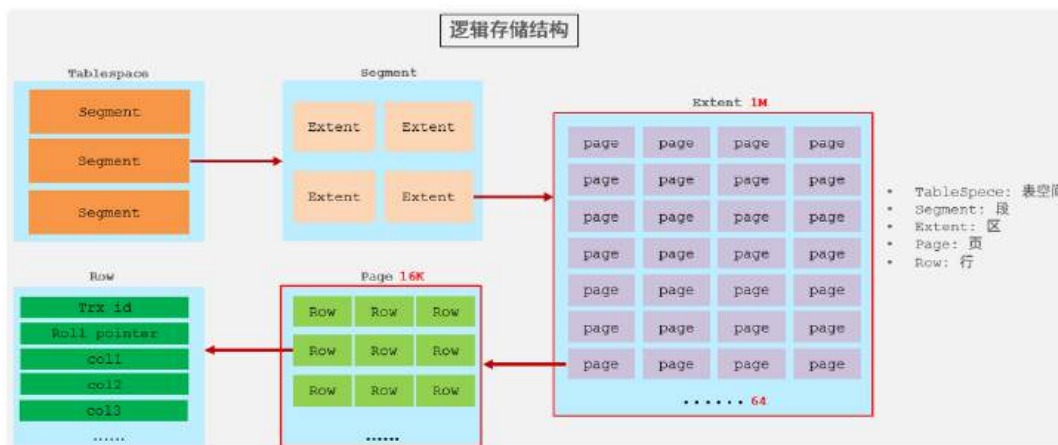 逻辑存储结构
Tablespace
Segment
Segment
Segment
Segment
Extent Extent
Extent Extent
Extent 1M
page page page page
page page page page
page page page page
page page page page
page page page page
page page page page
page page page page
...... 64
• TableSpece: 表空间
• Segment: 段
• Extent: 区
• Page: 页
• Row: 行
Row
Trx id
Roll pointer
col1
col2
col3
......
Page 16K
Row Row Row
Row Row Row
Row Row Row
......